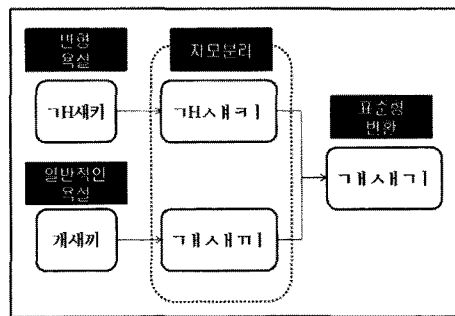 변형
욕설
자모분리
ㄱH새키
ㄱHㅅㅐㅋㅣ
표준형
변환
일반적인
욕설
ㄱㅐㅅㅐㄱㅣ
개새끼
ㄱㅐㅅㅐㄲㅣ